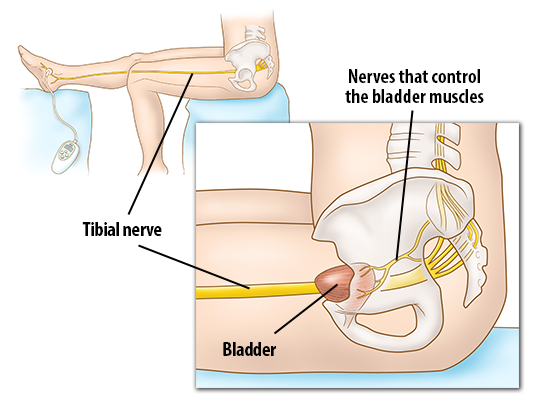 Nerves that control
the bladder muscles
Tibial nerve
Bladder